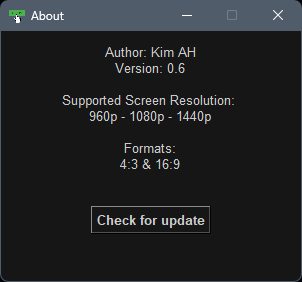 About
Author: Kim AH
Version: 0.6
Supported Screen Resolution:
960p - 1080p - 1440p
Formats:
4:3 & 16:9
Check for update